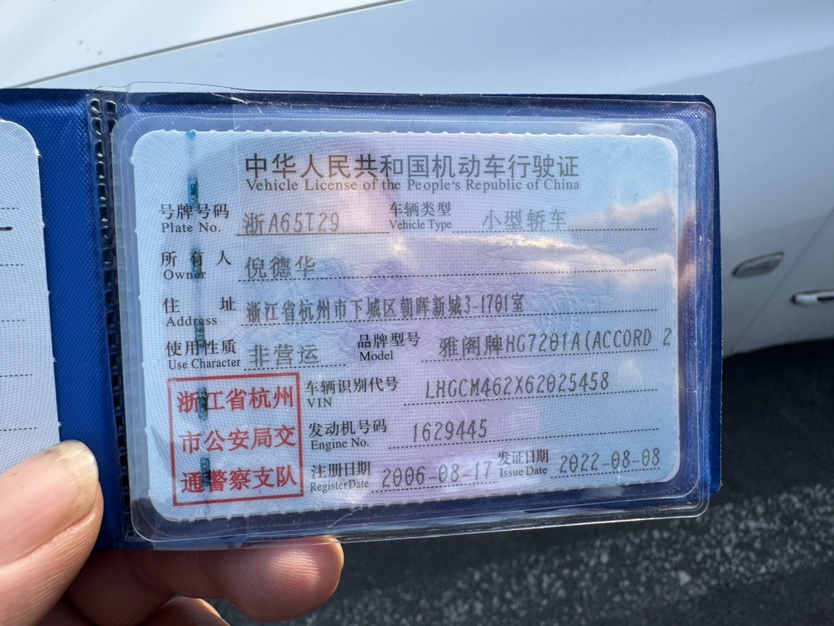 中华人民共和国机动车行驶证
Vehicle License of the People's Republic of China
号牌号码 浙A65T29 车辆类型 小型轿车
Plate No. Vehicle Type
所有人 倪德华
Owner
住址 浙江省杭州市下城区朝晖新城3-1701室
Address
使用性质 非营运 品牌型号 雅阁牌HG7201A(ACCORD 2
Use Character Model
浙江省杭州
市公安局交
通警察支队
车辆识别代号 LHGCM462X62025458
VIN
发动机号码 1629445
Engine No.
注册日期 2006-08-17 发证日期 2022-08-08
Register Date Issue Date